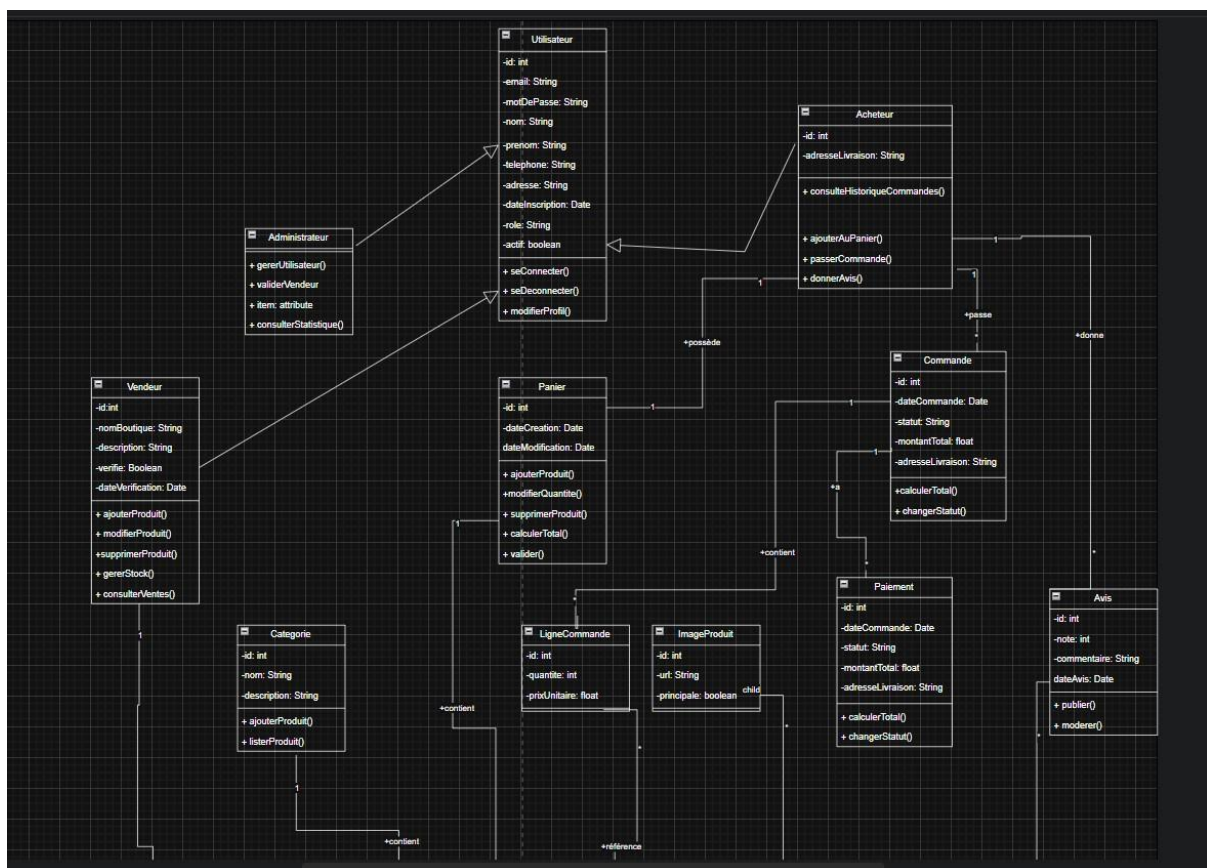 Utilisateur
-id: int
-email: String
-motDePasse: String
-nom: String
-prenom: String
-telephone: String
-adresse: String
-dateInscription: Date
-role: String
-actif: boolean
+ seConnecter()
+ seDeconnecter()
+ modifierProfil()
Acheteur
-id: int
-adresseLivraison: String
+ consulteHistoriqueCommandes()
+ ajouterAuPanier()
+ passerCommande()
+ donnerAvis()
1
1
1
+passe
*
+donne
*
+possède
1
Administrateur
+ gererUtilisateur()
+ validerVendeur
+ item: attribute
+ consulterStatistique()
Vendeur
-id:int
-nomBoutique: String
-description: String
-verifie: Boolean
-dateVerification: Date
+ ajouterProduit()
+ modifierProduit()
+supprimerProduit()
+ gererStock()
+ consulterVentes()
1
Panier
-id: int
-dateCreation: Date
dateModification: Date
+ ajouterProduit()
+modifierQuantite()
+ supprimerProduit()
+ calculerTotal()
+ valider()
1
+contient
Commande
-id: int
-dateCommande: Date
-statut: String
-montantTotal: float
-adresseLivraison: String
+calculerTotal()
+ changerStatut()
1
+contient
*
1
+a
*
Categorie
-id: int
-nom: String
-description: String
+ ajouterProduit()
+ listerProduit()
1
+contient
LigneCommande
-id: int
-quantite: int
-prixUnitaire: float
*
+référence
ImageProduit
-id: int
-url: String
-principale: boolean
child
*
Paiement
-id: int
-dateCommande: Date
-statut: String
-montantTotal: float
-adresseLivraison: String
+ calculerTotal()
+ changerStatut()
Avis
-id: int
-note: int
-commentaire: String
dateAvis: Date
+ publier()
+ moderer()
*